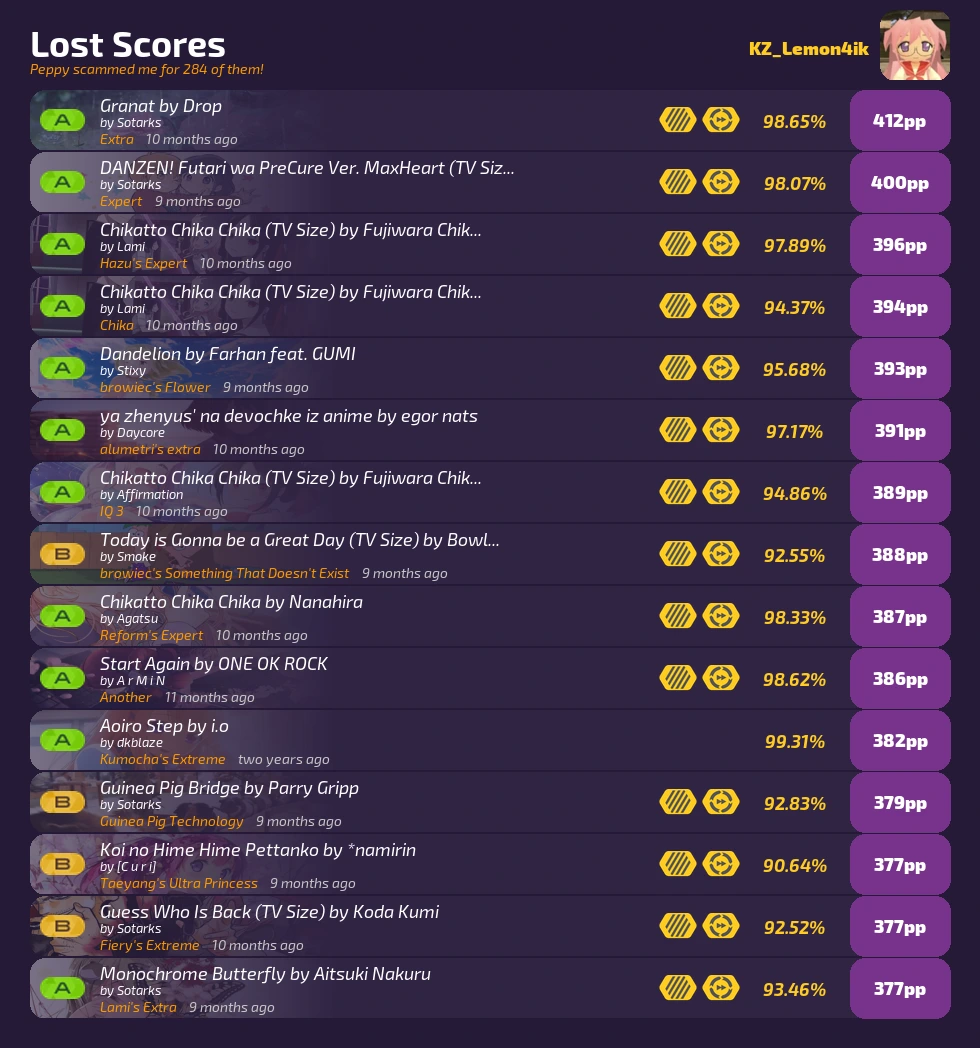 Lost Scores
Peppy scammed me for 284 of them!
KZ_Lemon4ik
A
Granat by Drop
by Sotarks
Extra 10 months ago
98.65%
412pp
A
DANZEN! Futari wa PreCure Ver. MaxHeart (TV Siz...
by Sotarks
Expert 9 months ago
98.07%
400pp
A
Chikatto Chika Chika (TV Size) by Fujiwara Chik...
by Lami
Hazu's Expert 10 months ago
97.89%
396pp
A
Chikatto Chika Chika (TV Size) by Fujiwara Chik...
by Lami
Chika 10 months ago
94.37%
394pp
A
Dandelion by Farhan feat. GUMI
by Stixy
browiec's Flower 9 months ago
95.68%
393pp
A
ya zhenyus' na devochke iz anime by egor nats
by Daycore
alumetri's extra 10 months ago
97.17%
391pp
A
Chikatto Chika Chika (TV Size) by Fujiwara Chik...
by Affirmation
IQ 3 10 months ago
94.86%
389pp
B
Today is Gonna be a Great Day (TV Size) by Bowl...
by Smoke
browiec's Something That Doesn't Exist 9 months ago
92.55%
388pp
A
Chikatto Chika Chika by Nanahira
by Agatsu
Reform's Expert 10 months ago
98.33%
387pp
A
Start Again by ONE OK ROCK
by A r M i N
Another 11 months ago
98.62%
386pp
A
Aoiro Step by i.o
by dkblaze
Kumocha's Extreme two years ago
99.31%
382pp
B
Guinea Pig Bridge by Parry Gripp
by Sotarks
Guinea Pig Technology 9 months ago
92.83%
379pp
B
Koi no Hime Hime Pettanko by *namirin
by [C u r i]
Taeyang's Ultra Princess 9 months ago
90.64%
377pp
B
Guess Who Is Back (TV Size) by Koda Kumi
by Sotarks
Fiery's Extreme 10 months ago
92.52%
377pp
A
Monochrome Butterfly by Aitsuki Nakuru
by Sotarks
Lami's Extra 9 months ago
93.46%
377pp